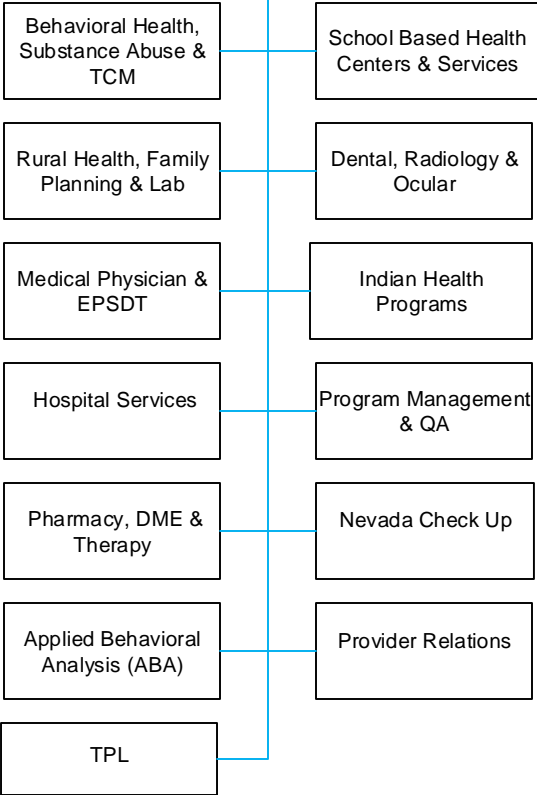 Behavioral Health,
Substance Abuse &
TCM
School Based Health
Centers & Services
Rural Health, Family
Planning & Lab
Dental, Radiology &
Ocular
Medical Physician &
EPSDT
Indian Health
Programs
Hospital Services
Program Management
& QA
Pharmacy, DME &
Therapy
Nevada Check Up
Applied Behavioral
Analysis (ABA)
Provider Relations
TPL